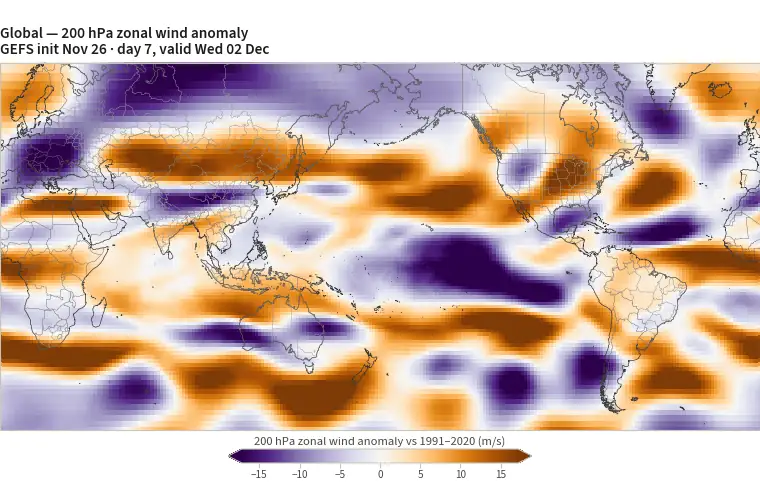 Global — 200 hPa zonal wind anomaly
GEFS init Nov 26 · day 7, valid Wed 02 Dec
200 hPa zonal wind anomaly vs 1991–2020 (m/s)
−15 −10 −5 0 5 10 15